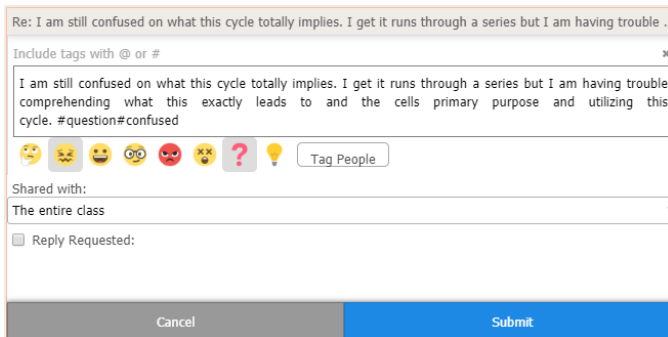 Re: I am still confused on what this cycle totally implies. I get it runs through a series but I am having trouble .
Include tags with @ or #
I am still confused on what this cycle totally implies. I get it runs through a series but I am having trouble
comprehending what this exactly leads to and the cells primary purpose and utilizing this
cycle. #question#confused
Tag People
Shared with:
The entire class
Reply Requested:
Cancel Submit